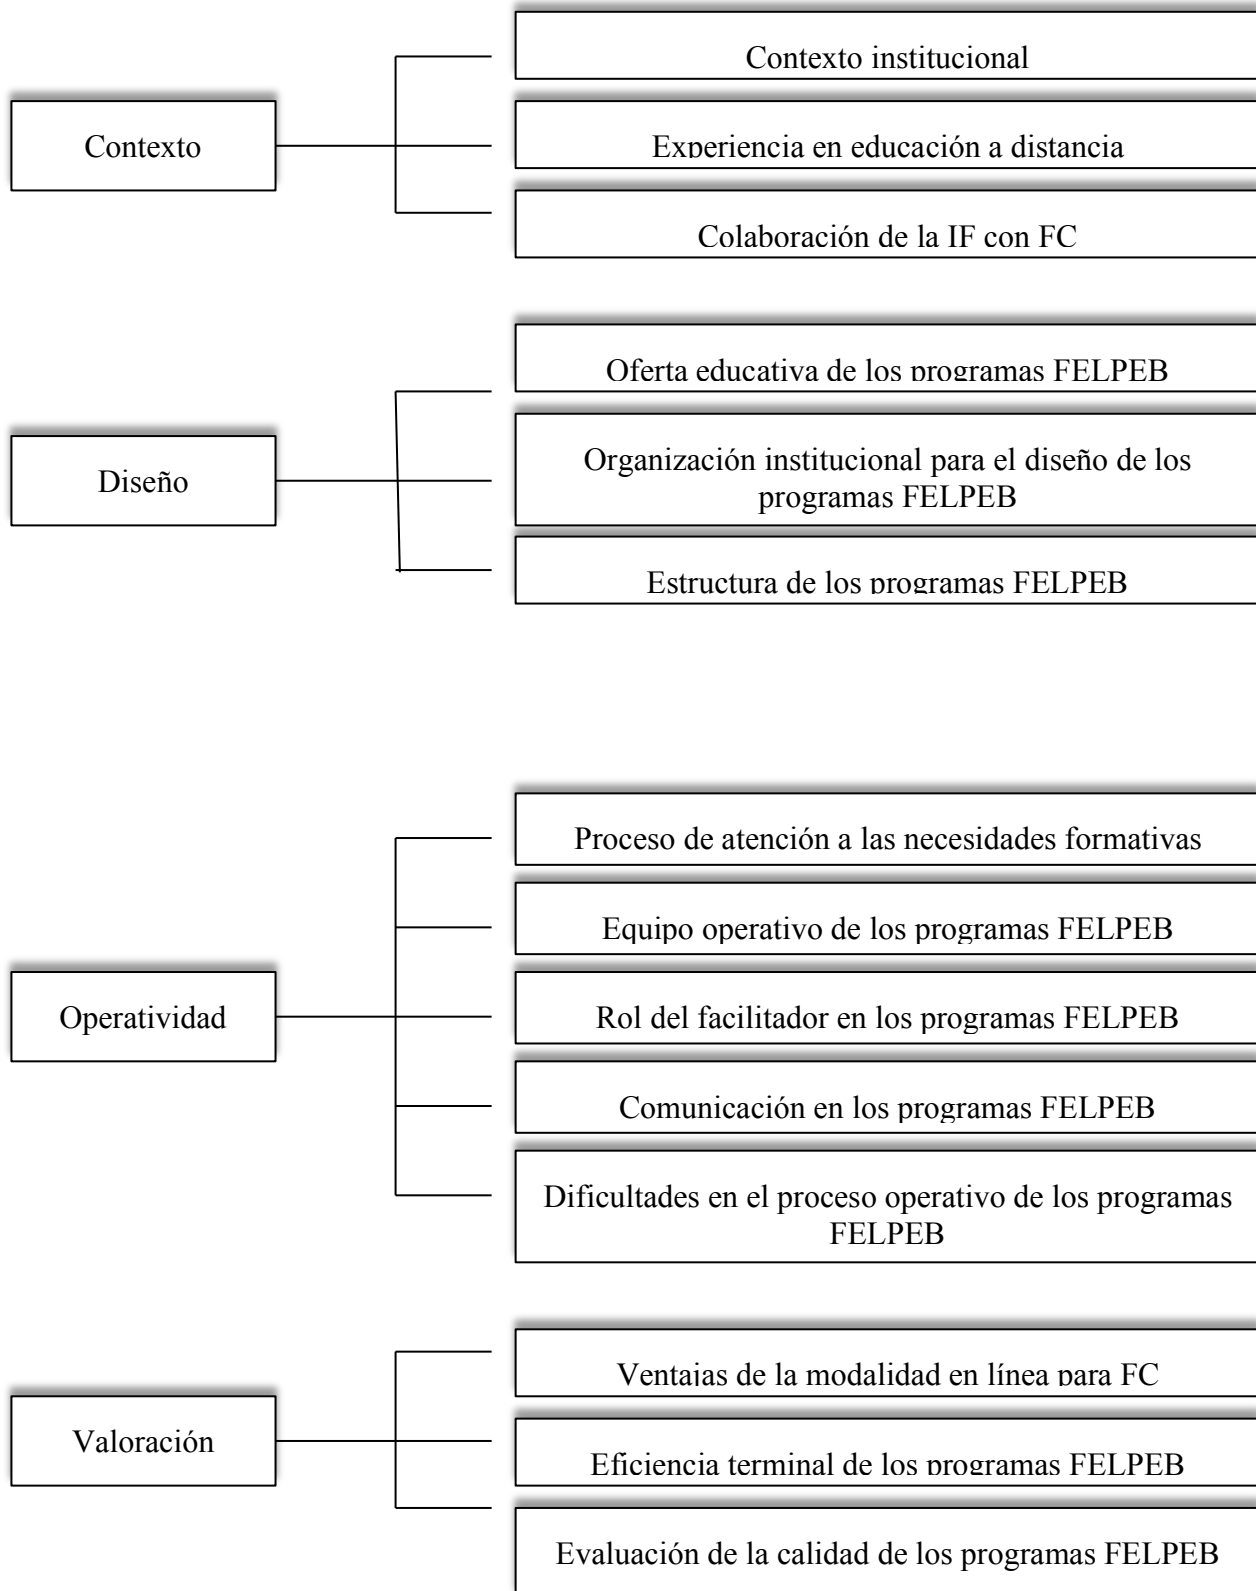 Contexto
Contexto institucional
Experiencia en educación a distancia
Colaboración de la IF con FC
Diseño
Oferta educativa de los programas FELPEB
Organización institucional para el diseño de los
programas FELPEB
Estructura de los programas FELPEB
Operatividad
Proceso de atención a las necesidades formativas
Equipo operativo de los programas FELPEB
Rol del facilitador en los programas FELPEB
Comunicación en los programas FELPEB
Dificultades en el proceso operativo de los programas
FELPEB
Valoración
Ventajas de la modalidad en línea para FC
Eficiencia terminal de los programas FELPEB
Evaluación de la calidad de los programas FELPEB